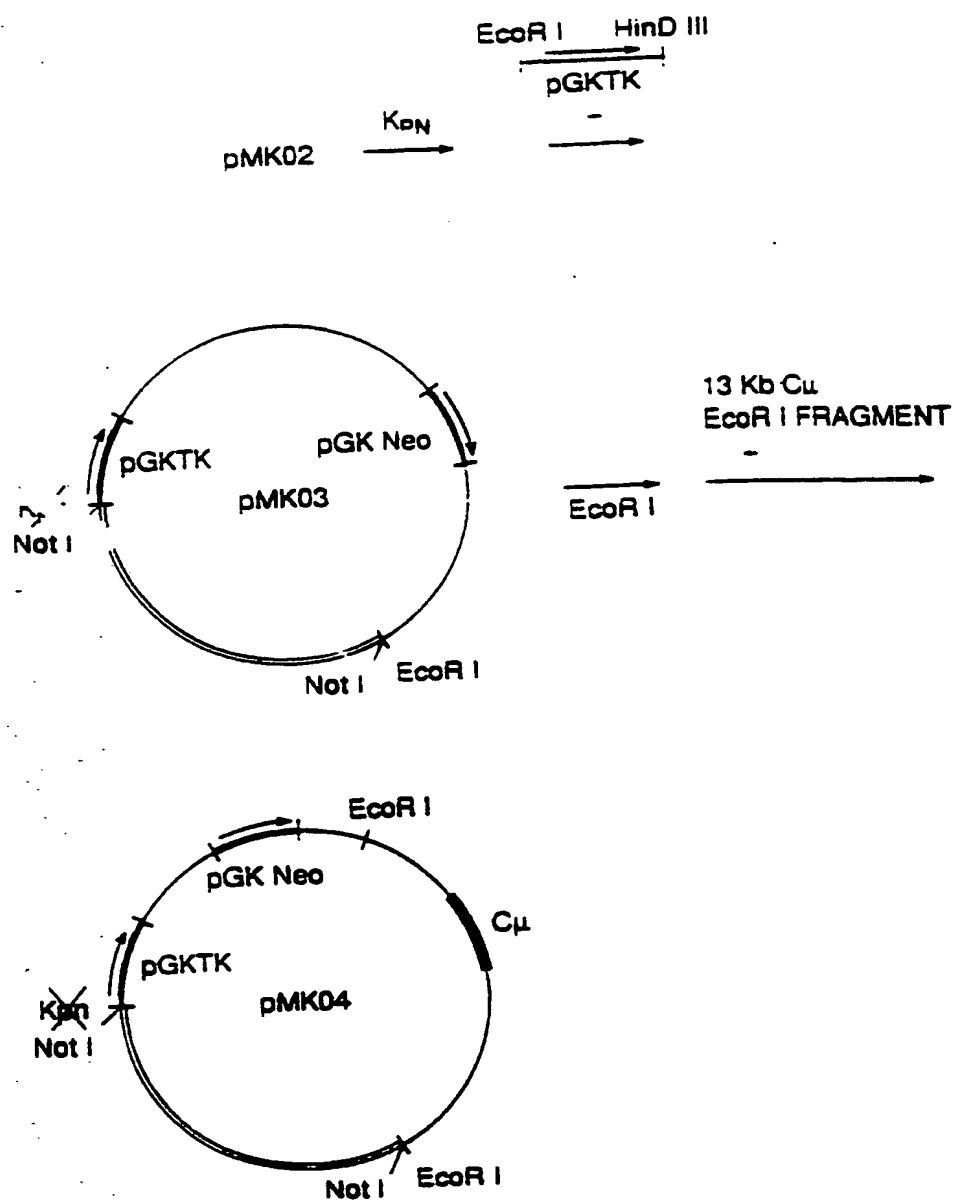 EcoR I HinD III
pGKTK
pMK02
KpN
pGKTK
pGK Neo
pMK03
Not I
Not I
EcoR I
EcoR I
13 Kb Cμ
EcoR I FRAGMENT
EcoR I
pGK Neo
Cμ
pGKTK
pMK04
Kpn
Not I
Not I
EcoR I